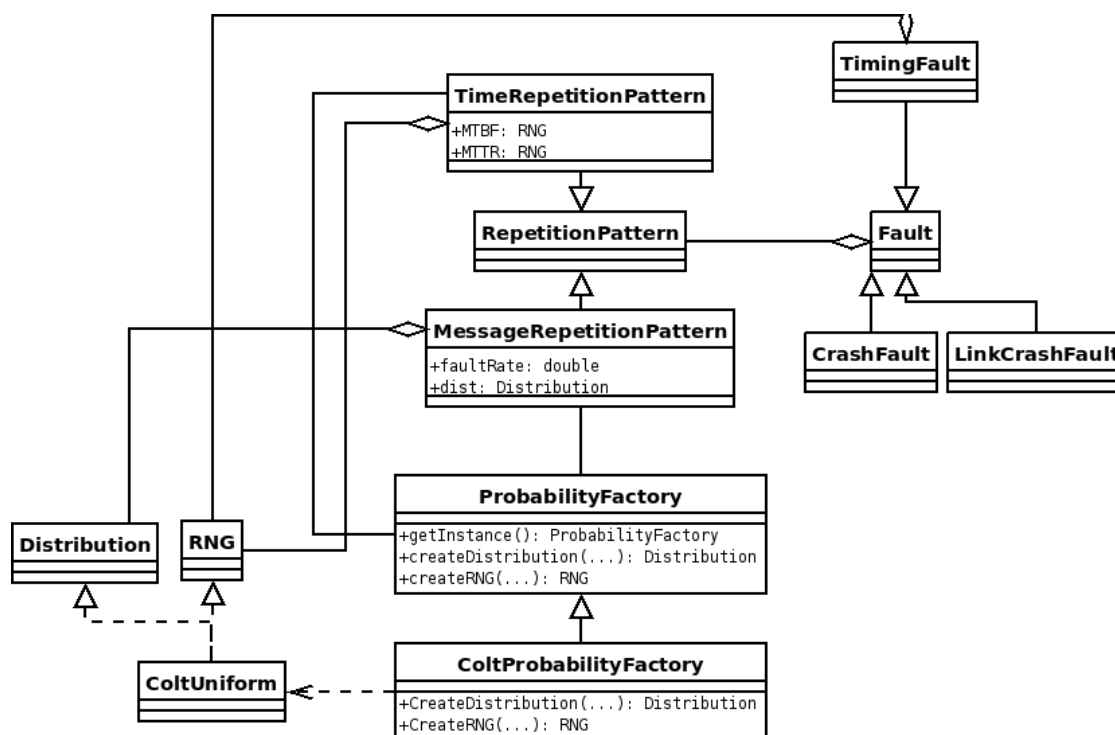 TimingFault
TimeRepetitionPattern
+MTBF: RNG
+MTTR: RNG
RepetitionPattern
Fault
MessageRepetitionPattern
+faultRate: double
+dist: Distribution
CrashFault
LinkCrashFault
ProbabilityFactory
+getInstance(): ProbabilityFactory
+createDistribution(...): Distribution
+createRNG(...): RNG
Distribution
RNG
ColtUniform
ColtProbabilityFactory
+CreateDistribution(...): Distribution
+CreateRNG(...): RNG